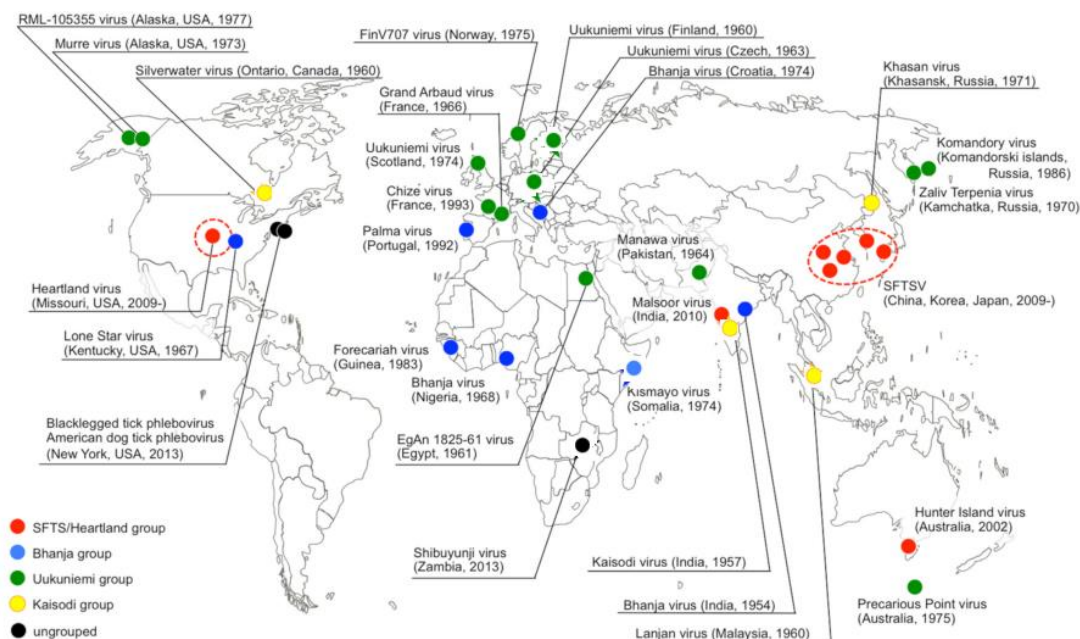 RML-105355 virus (Alaska, USA, 1977)
Murre virus (Alaska, USA, 1973)
Silverwater virus (Ontario, Canada, 1960)
FinV707 virus (Norway, 1975)
Uukuniemi virus (Finland, 1960)
Uukuniemi virus (Czech, 1963)
Bhanja virus (Croatia, 1974)
Grand Arbaud virus
(France, 1966)
Khasan virus
(Khasansk, Russia, 1971)
Uukuniemi virus
(Scotland, 1974)
Komandory virus
(Komandorski islands,
Russia, 1986)
Chize virus
(France, 1993)
Zaliv Terpenia virus
(Kamchatka, Russia, 1970)
Palma virus
(Portugal, 1992)
Manawa virus
(Pakistan, 1964)
Heartland virus
(Missouri, USA, 2009-)
Malsoor virus
(India, 2010)
SFTSV
(China, Korea, Japan, 2009-)
Lone Star virus
(Kentucky, USA, 1967)
Forecariah virus
(Guinea, 1983)
Bhanja virus
(Nigeria, 1968)
Kismayo virus
(Somalia, 1974)
Blacklegged tick phlebovirus
American dog tick phlebovirus
(New York, USA, 2013)
EgAn 1825-61 virus
(Egypt, 1961)
Hunter Island virus
(Australia, 2002)
SFTS/Heartland group
Bhanja group
Uukuniemi group
Kaisodi group
ungrouped
Shibuyunji virus
(Zambia, 2013)
Kaisodi virus (India, 1957)
Bhanja virus (India, 1954)
Lanjan virus (Malaysia, 1960)
Precarious Point virus
(Australia, 1975)